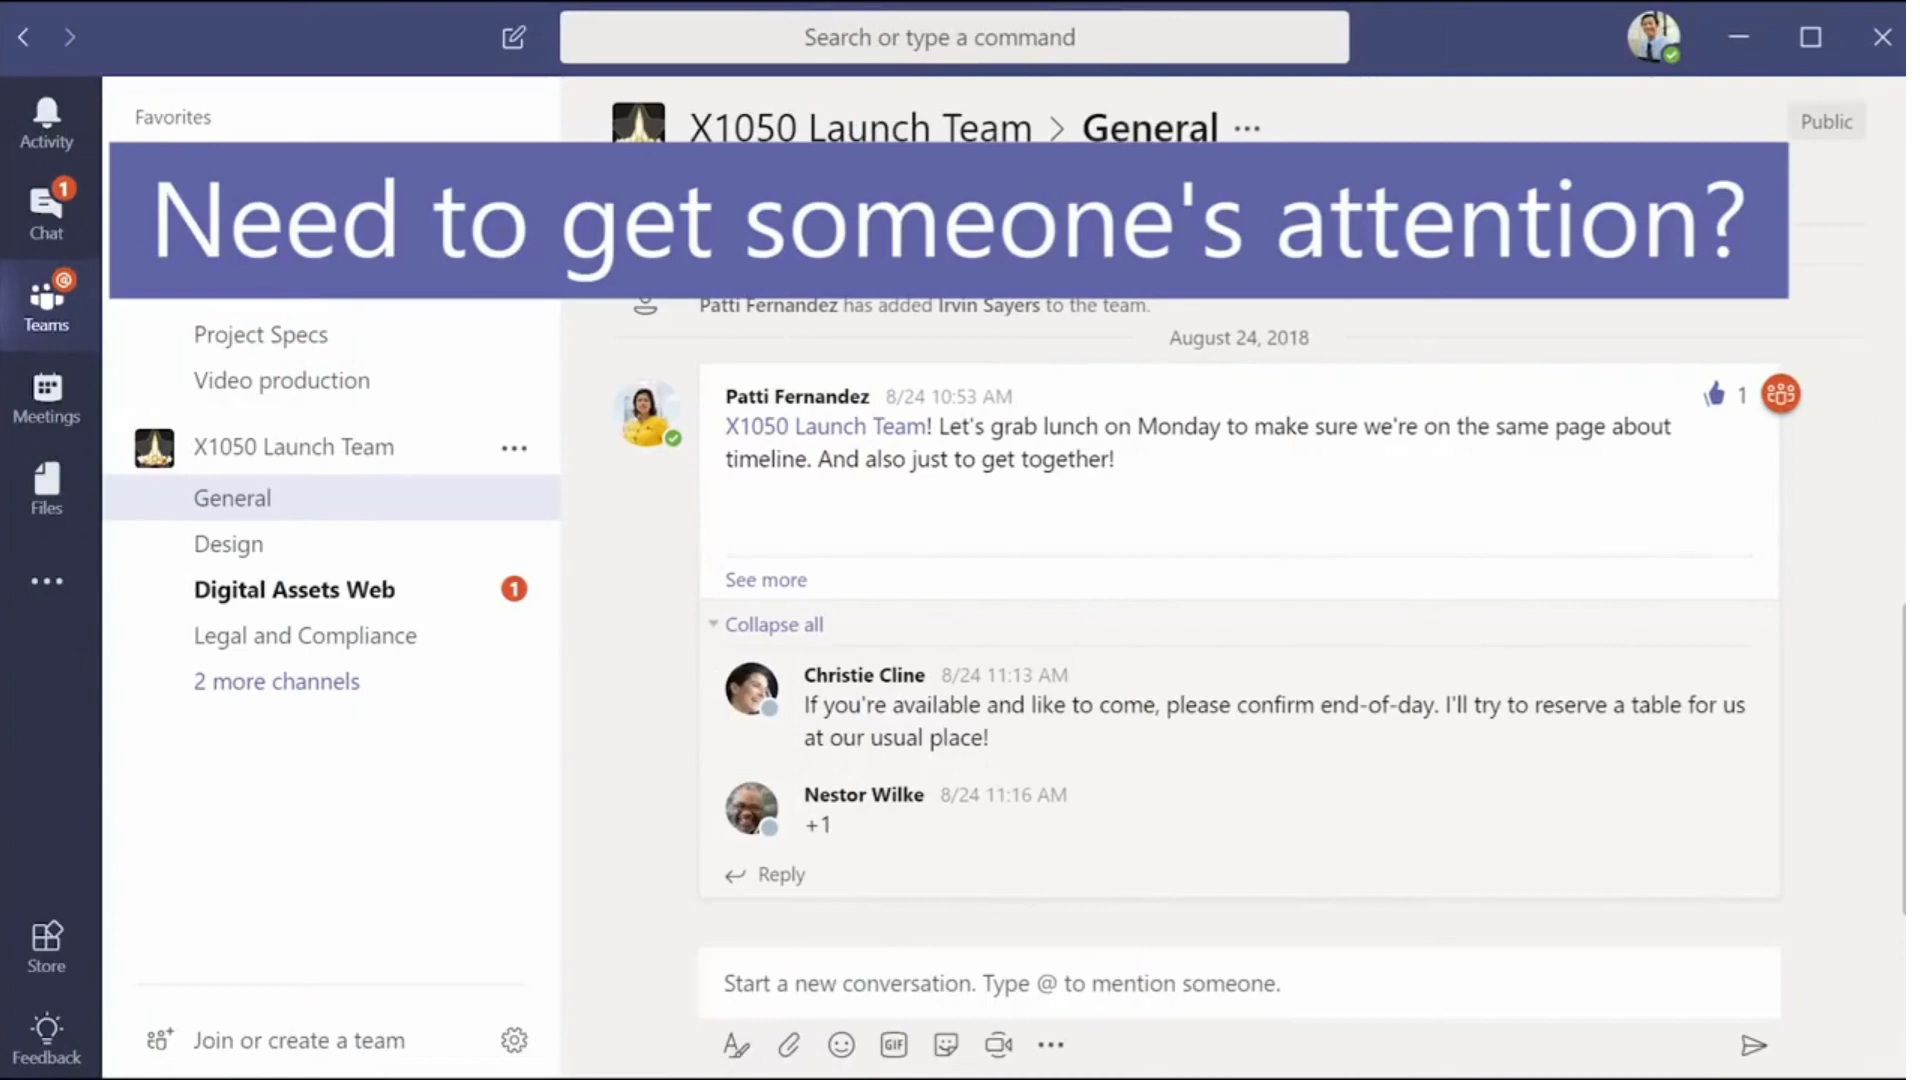 Search or type a command
Activity
Chat
1
Teams
@
Meetings
Files
Store
Feedback
Favorites
X1050 Launch Team > General ...
Public
Need to get someone's attention?
Project Specs
Video production
X1050 Launch Team
General
Design
Digital Assets Web 1
Legal and Compliance
2 more channels
Join or create a team
Patti Fernandez has added Irvin Sayers to the team.
August 24, 2018
Patti Fernandez 8/24 10:53 AM
1
X1050 Launch Team! Let's grab lunch on Monday to make sure we're on the same page about
timeline. And also just to get together!
See more
Collapse all
Christie Cline 8/24 11:13 AM
If you're available and like to come, please confirm end-of-day. I'll try to reserve a table for us
at our usual place!
Nestor Wilke 8/24 11:16 AM
+1
Reply
Start a new conversation. Type @ to mention someone.
GIF